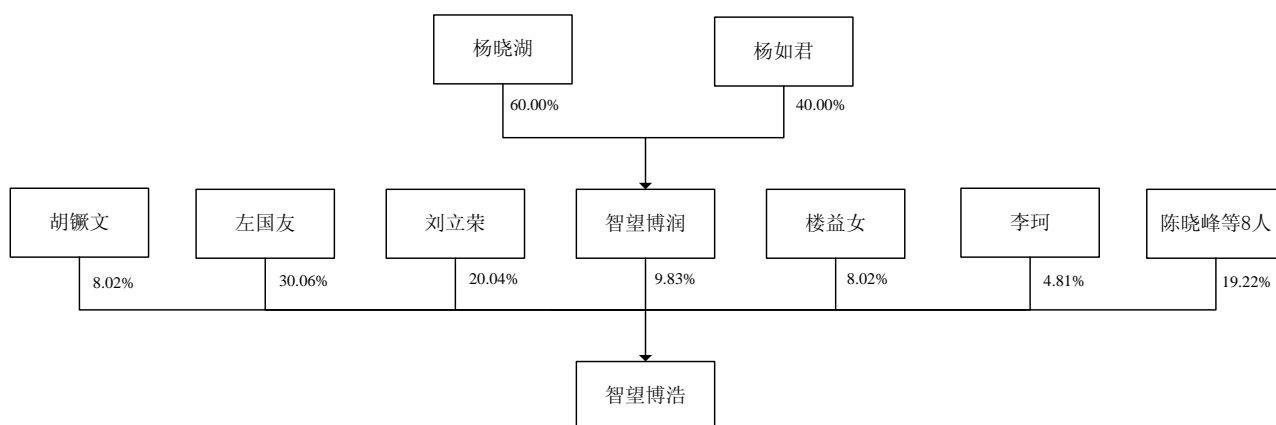 杨晓湖
杨如君
60.00%
40.00%
胡镢文
左国友
刘立荣
智望博润
楼益女
李珂
陈晓峰等8人
8.02%
30.06%
20.04%
9.83%
8.02%
4.81%
19.22%
智望博浩